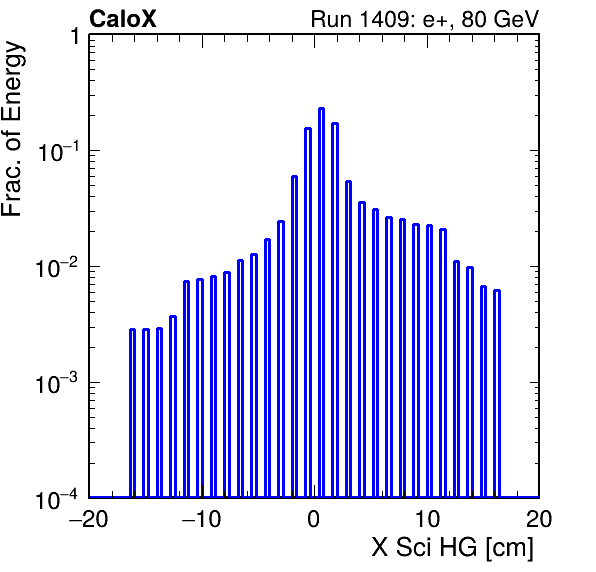 CaloX Run 1409: e+, 80 GeV
Frac. of Energy
1
10⁻¹
10⁻²
10⁻³
10⁻⁴
−20 −10 0 10 20
X Sci HG [cm]